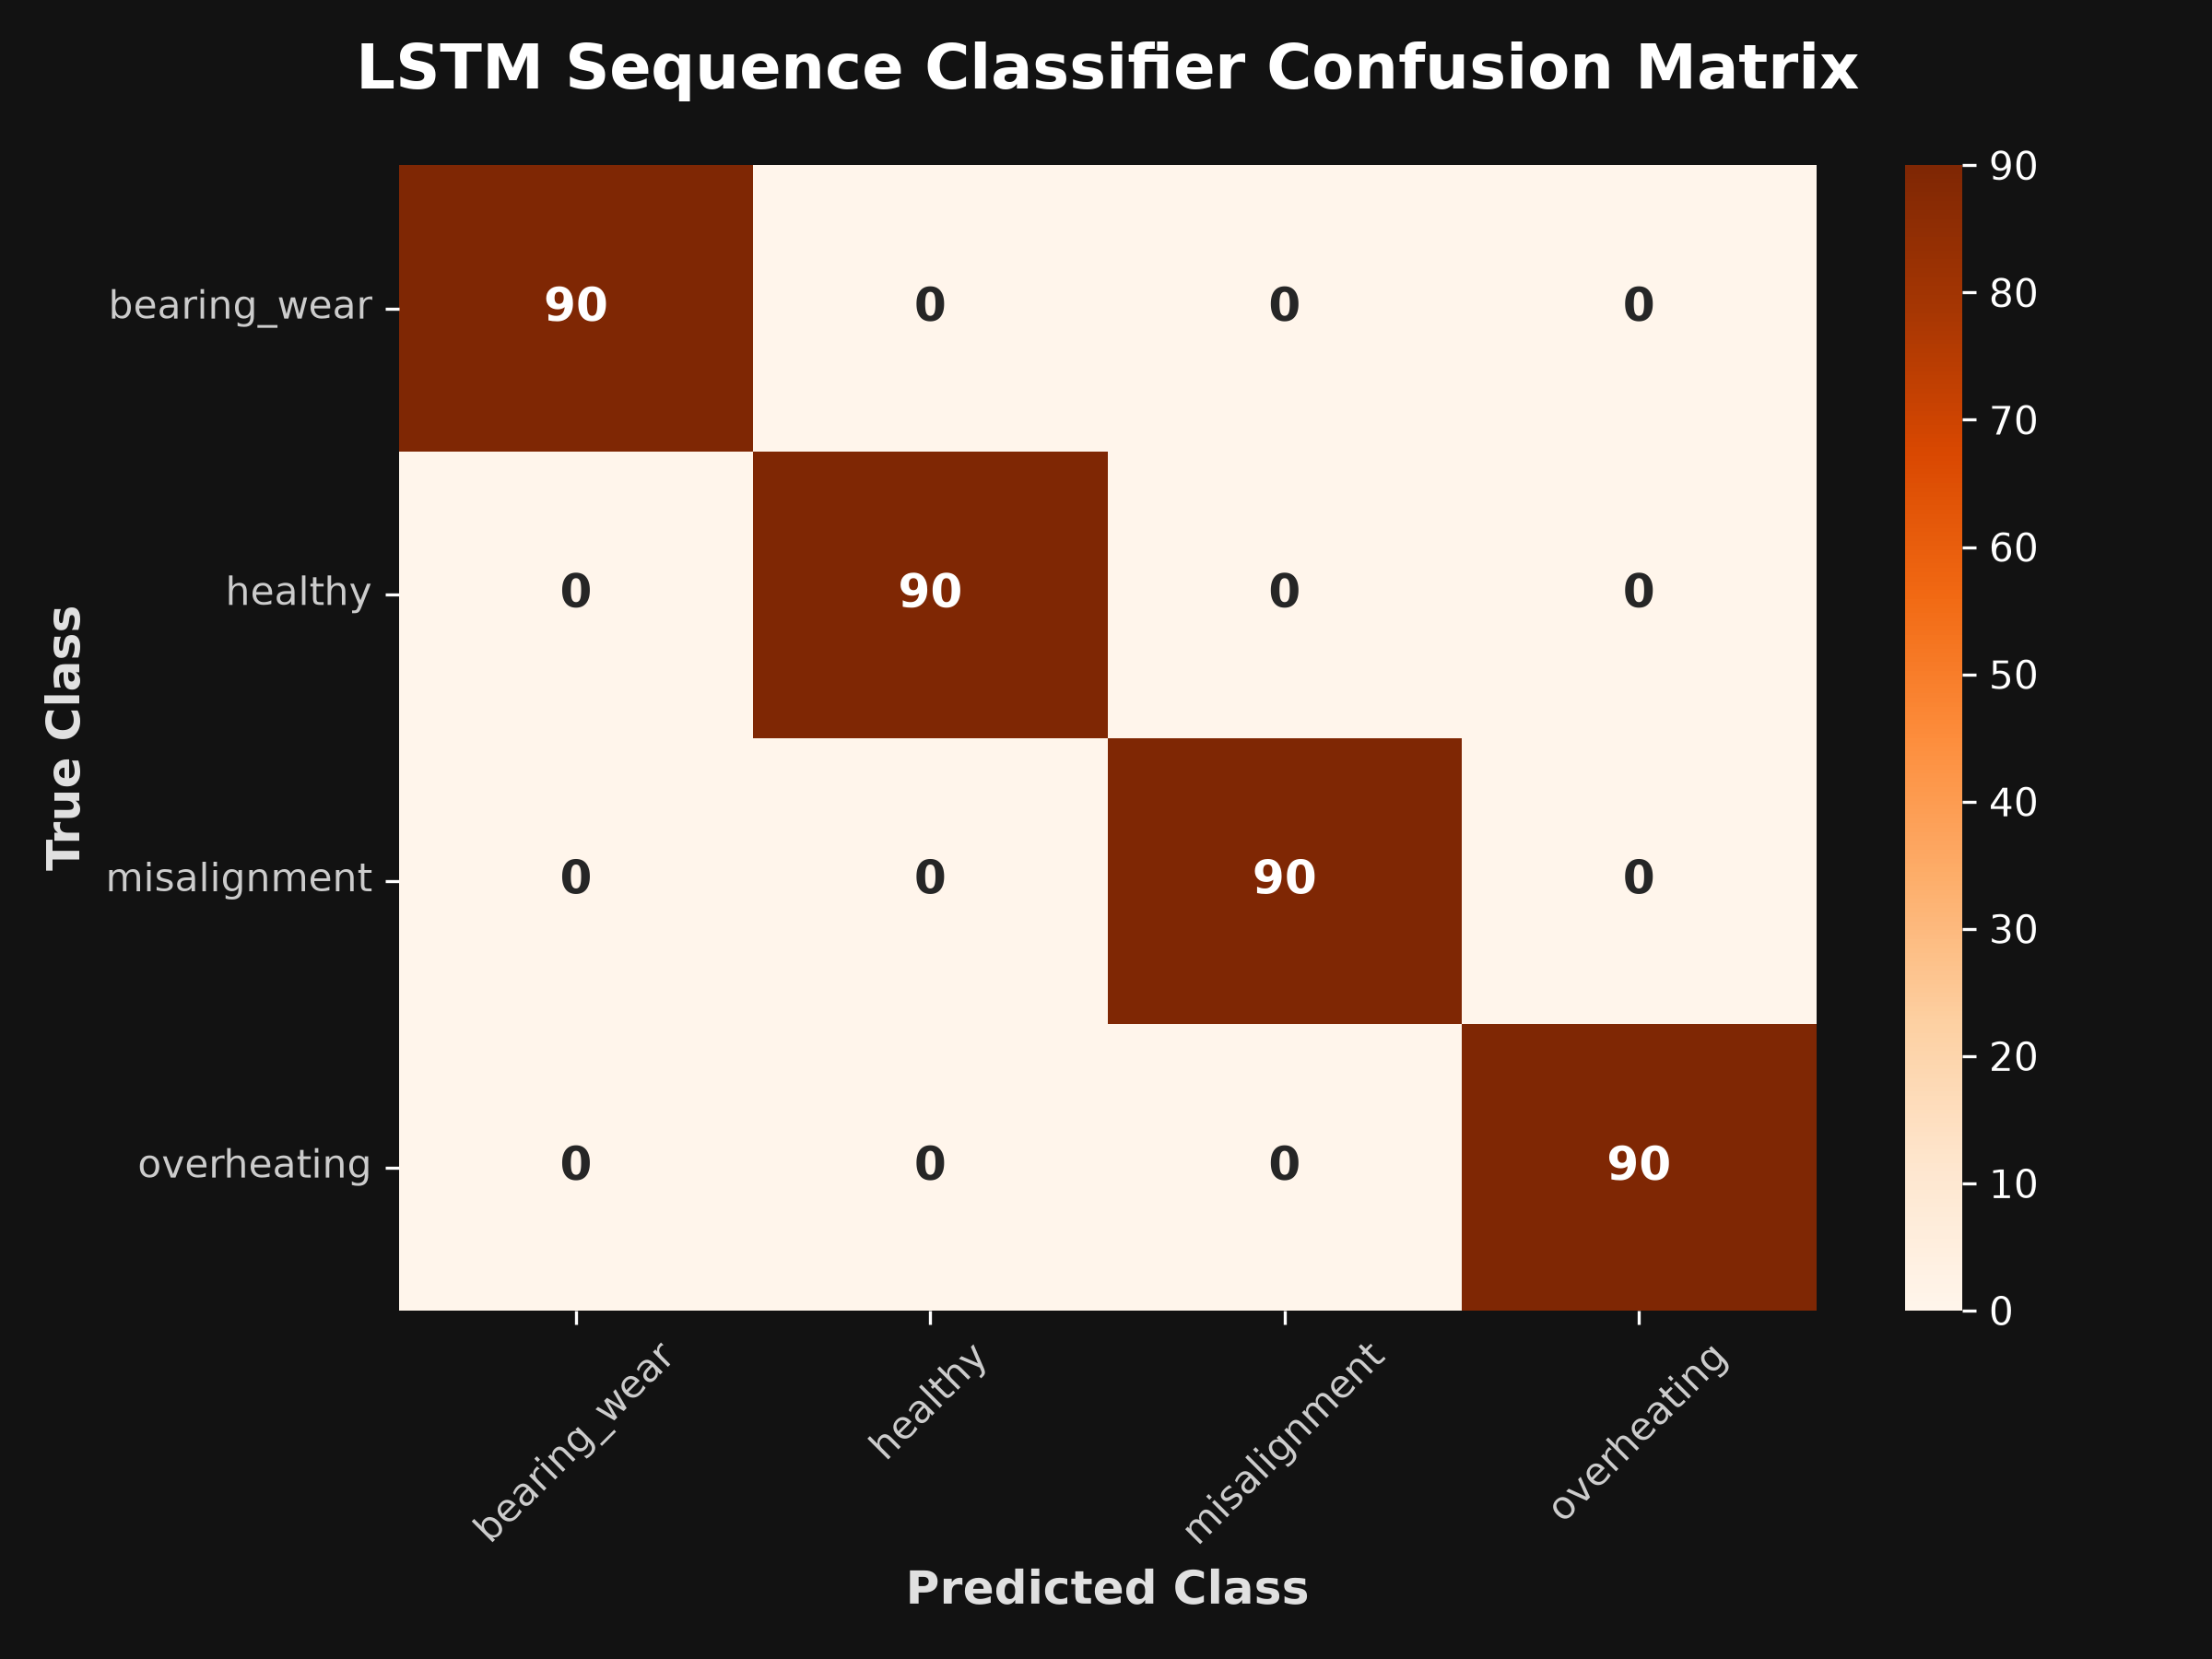 LSTM Sequence Classifier Confusion Matrix
True Class
bearing_wear 90 0 0 0
healthy 0 90 0 0
misalignment 0 0 90 0
overheating 0 0 0 90
bearing_wear healthy misalignment overheating
Predicted Class
90
80
70
60
50
40
30
20
10
0